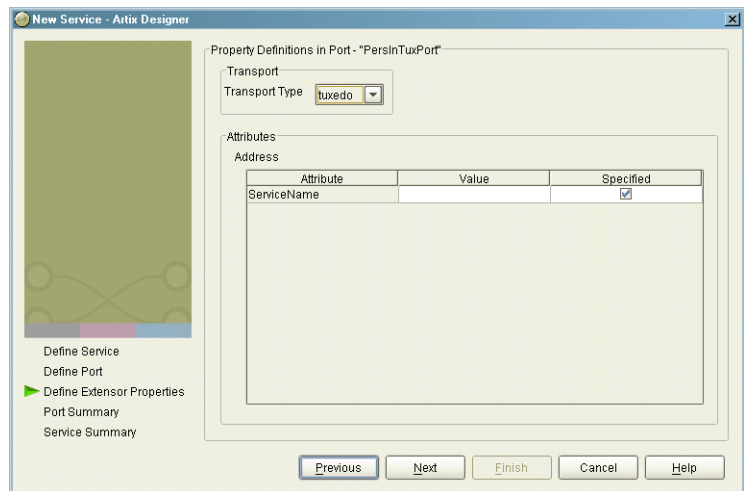 New Service - Artix Designer
Property Definitions in Port - "PersInTuxPort"
Transport
Transport Type
tuxedo
Attributes
Address
Attribute Value Specified
ServiceName
Define Service
Define Port
Define Extensor Properties
Port Summary
Service Summary
Previous Next Finish Cancel Help